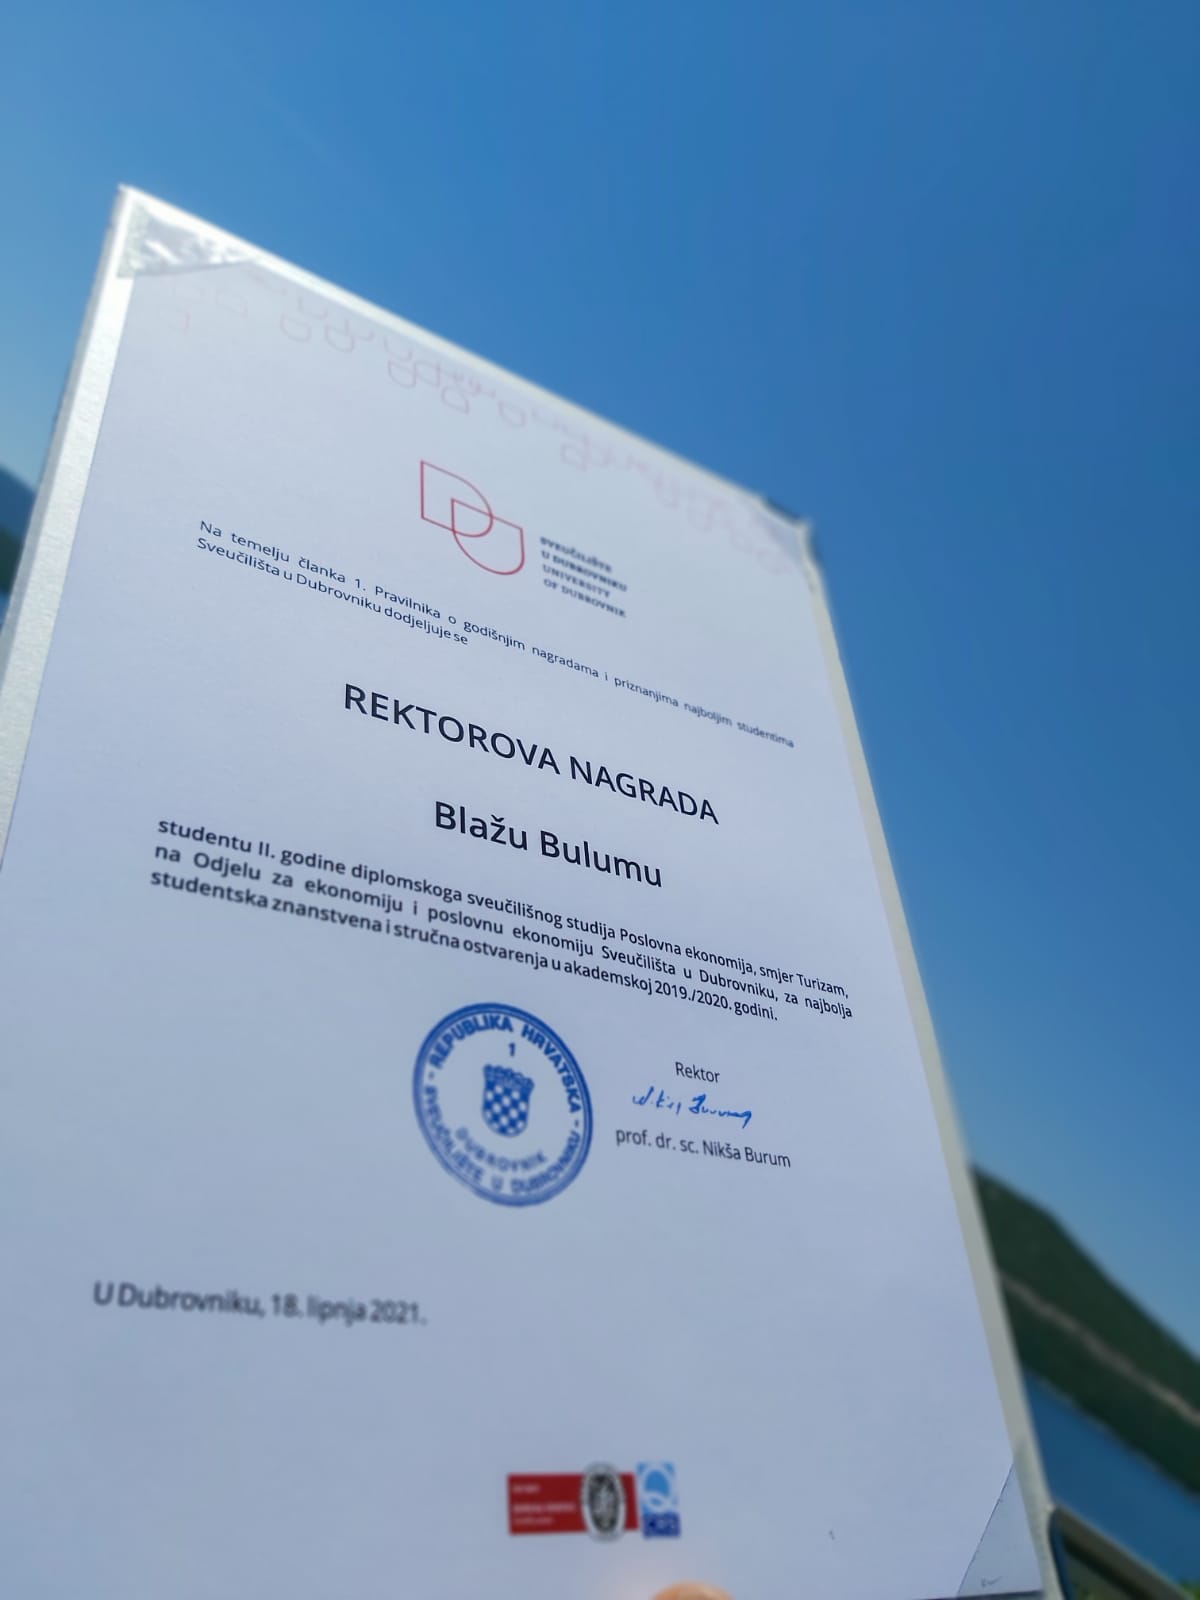 SVEUČILIŠTE
U DUBROVNIKU
UNIVERSITY
OF DUBROVNIK
Na temelju članka 1. Pravilnika o godišnjim nagradama i priznanjima najboljim studentima
Sveučilišta u Dubrovniku dodjeljuje se
REKTOROVA NAGRADA
Blažu Bulumu
studentu II. godine diplomskoga sveučilišnog studija Poslovna ekonomija, smjer Turizam,
na Odjelu za ekonomiju i poslovnu ekonomiju Sveučilišta u Dubrovniku, za najbolja
studentska znanstvena i stručna ostvarenja u akademskoj 2019./2020. godini.
REPUBLIKA HRVATSKA
1
DUBROVNIK
SVEUČILIŠTE U DUBROVNIKU
Rektor
prof. dr. sc. Nikša Burum
U Dubrovniku, 18. lipnja 2021.